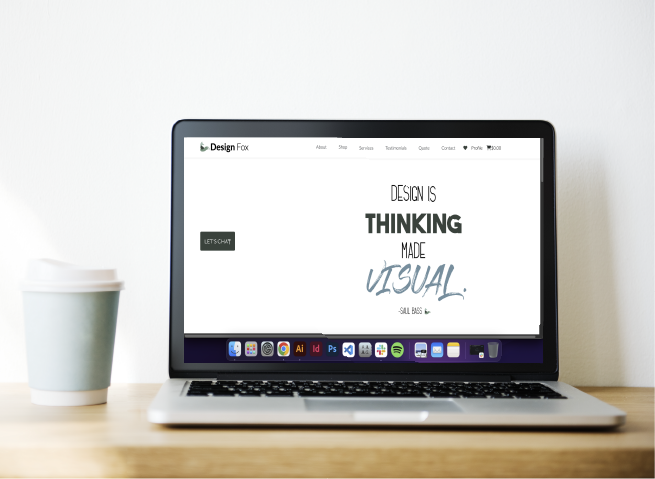 Design Fox
About Shop Services Testimonials Quote Contact Profile $0.00
DESIGN IS
THINKING
MADE
VISUAL.
LET'S CHAT
-SAUL BASS
Ai Id Ps